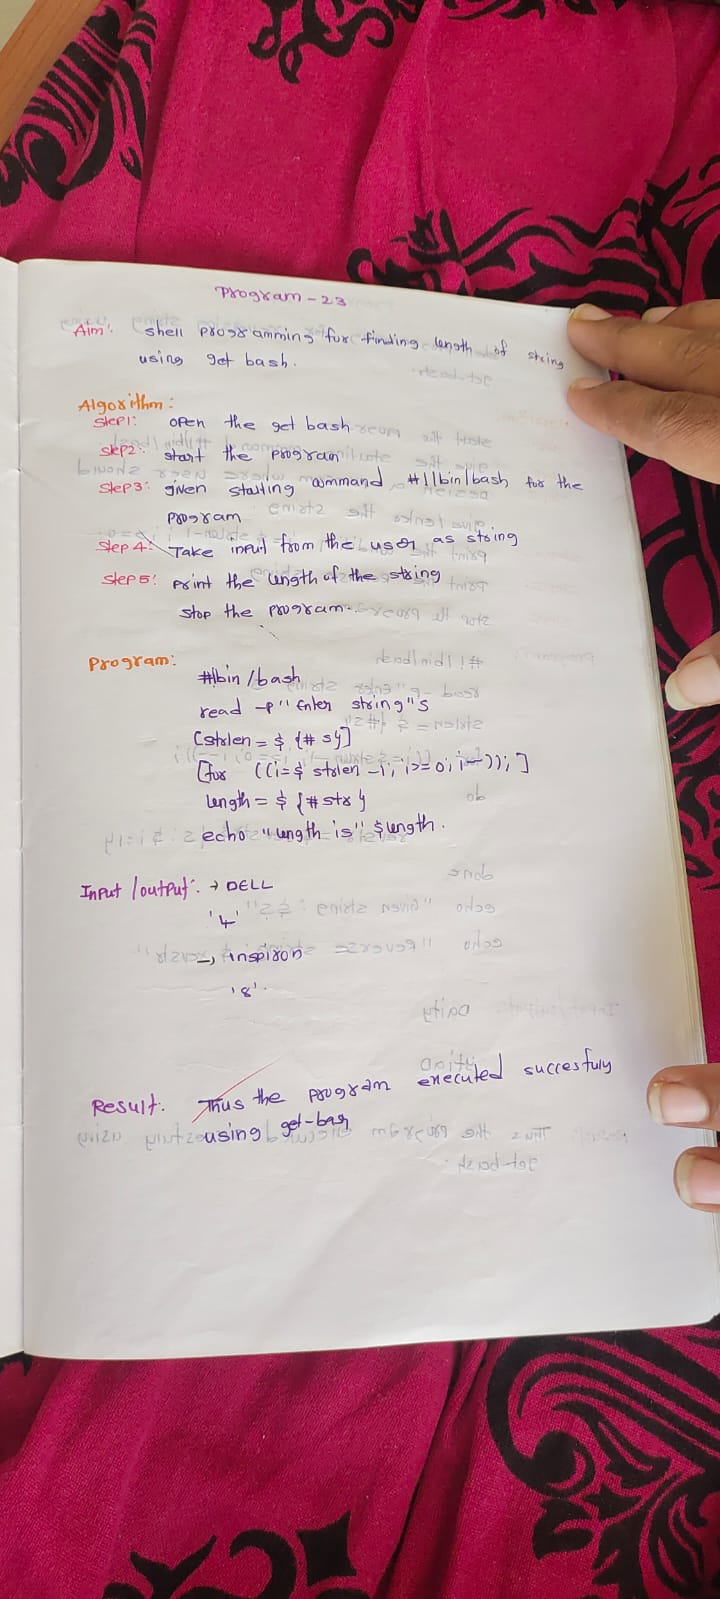 Program - 23
Aim: shell programming for finding length of string
using get bash.
Algorithm:
Step1: open the get bash
step2: start the program
step3: given stalling command #!/bin/bash for the
program
Step 4: Take input from the user as string
Step5: print the length of the string
stop the program.
Program:
#!bin/bash
read -p" Enter string"s
[strlen = $ {# s}]
[for ((i=$ strlen -1; i>=0; i--)); ]
length = $ {# str}
echo "length is" $length.
Input /output: → DELL
'4'
→ inspiron
'8'.
Result: Thus the program executed succesfuly
using get-bash